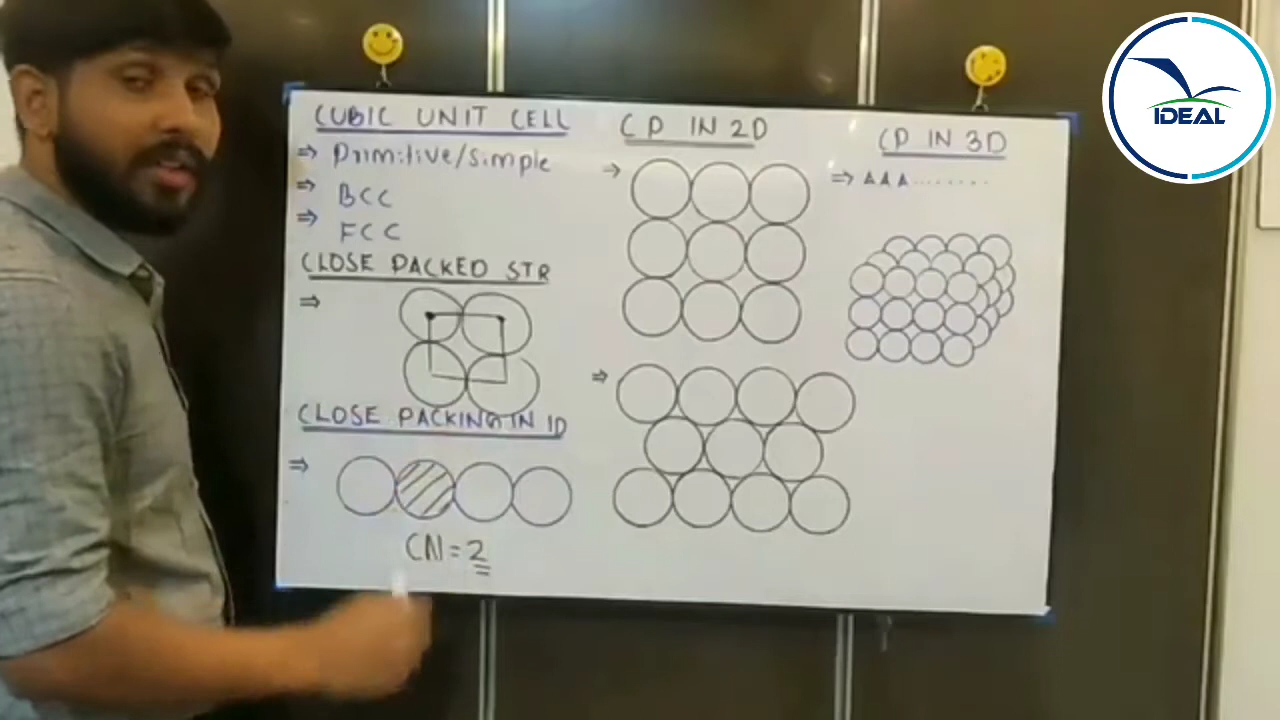 CUBIC UNIT CELL
⇒ Primitive/simple
⇒ BCC
⇒ FCC
CLOSE PACKED STR
⇒
CLOSE PACKING IN 1D
⇒
CN = 2
CP IN 2D
→
⇒
CP IN 3D
⇒ AAA........
IDEAL